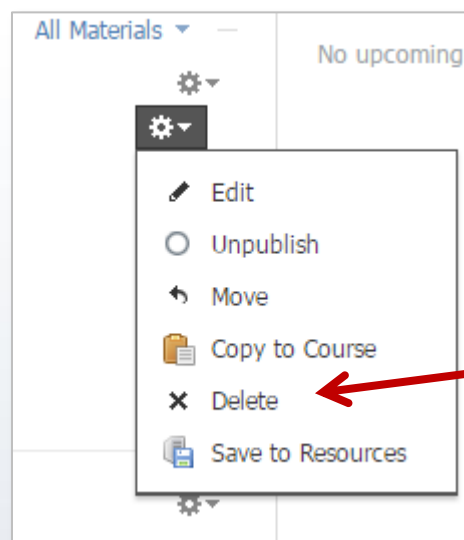 All Materials
No upcoming
Edit
Unpublish
Move
Copy to Course
Delete
Save to Resources